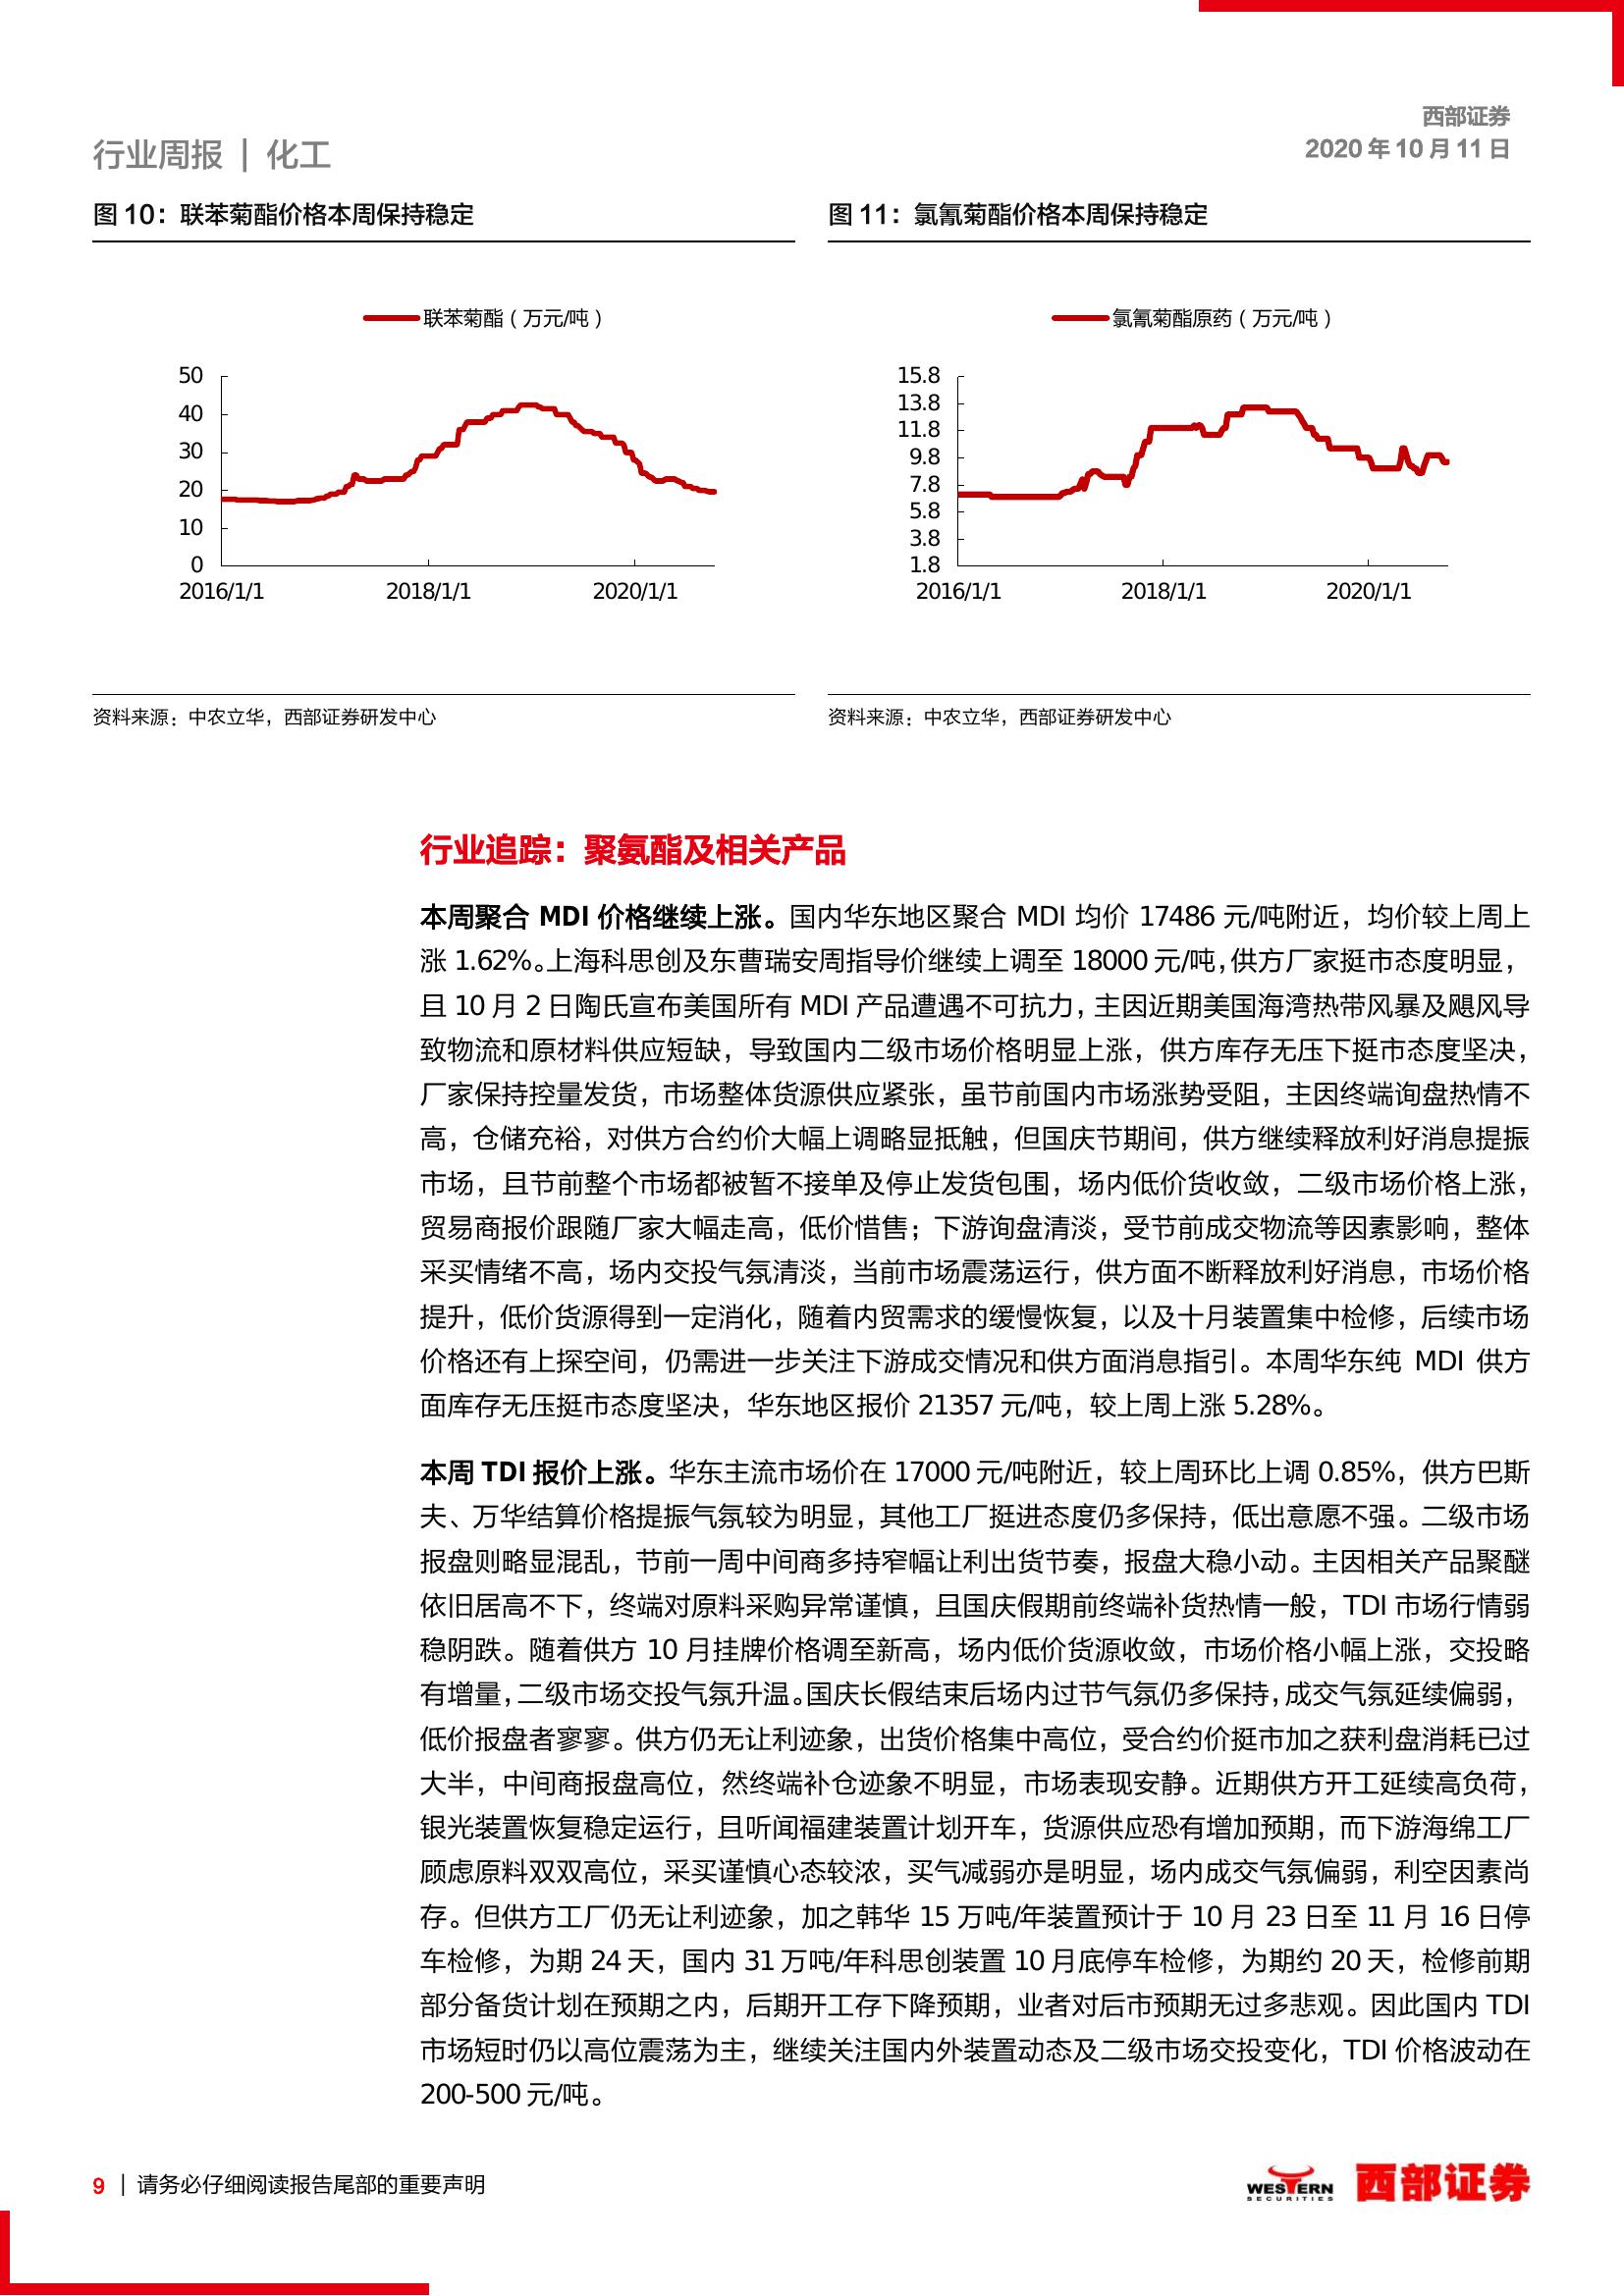 西部证券
2020 年 10 月 11 日
行业周报 | 化工
图 10：联苯菊酯价格本周保持稳定
联苯菊酯（万元/吨）
50
40
30
20
10
0
2016/1/1 2018/1/1 2020/1/1
资料来源：中农立华，西部证券研发中心
图 11：氯氰菊酯价格本周保持稳定
氯氰菊酯原药（万元/吨）
15.8
13.8
11.8
9.8
7.8
5.8
3.8
1.8
2016/1/1 2018/1/1 2020/1/1
资料来源：中农立华，西部证券研发中心
行业追踪：聚氨酯及相关产品
本周聚合 MDI 价格继续上涨。国内华东地区聚合 MDI 均价 17486 元/吨附近，均价较上周上
涨 1.62%。上海科思创及东曹瑞安周指导价继续上调至 18000 元/吨，供方厂家挺市态度明显，
且 10 月 2 日陶氏宣布美国所有 MDI 产品遭遇不可抗力，主因近期美国海湾热带风暴及飓风导
致物流和原材料供应短缺，导致国内二级市场价格明显上涨，供方库存无压下挺市态度坚决，
厂家保持控量发货，市场整体货源供应紧张，虽节前国内市场涨势受阻，主因终端询盘热情不
高，仓储充裕，对供方合约价大幅上调略显抵触，但国庆节期间，供方继续释放利好消息提振
市场，且节前整个市场都被暂不接单及停止发货包围，场内低价货收敛，二级市场价格上涨，
贸易商报价跟随厂家大幅走高，低价惜售；下游询盘清淡，受节前成交物流等因素影响，整体
采买情绪不高，场内交投气氛清淡，当前市场震荡运行，供方面不断释放利好消息，市场价格
提升，低价货源得到一定消化，随着内贸需求的缓慢恢复，以及十月装置集中检修，后续市场
价格还有上探空间，仍需进一步关注下游成交情况和供方面消息指引。本周华东纯 MDI 供方
面库存无压挺市态度坚决，华东地区报价 21357 元/吨，较上周上涨 5.28%。
本周 TDI 报价上涨。华东主流市场价在 17000 元/吨附近，较上周环比上调 0.85%，供方巴斯
夫、万华结算价格提振气氛较为明显，其他工厂挺进态度仍多保持，低出意愿不强。二级市场
报盘则略显混乱，节前一周中间商多持窄幅让利出货节奏，报盘大稳小动。主因相关产品聚醚
依旧居高不下，终端对原料采购异常谨慎，且国庆假期前终端补货热情一般，TDI 市场行情弱
稳阴跌。随着供方 10 月挂牌价格调至新高，场内低价货源收敛，市场价格小幅上涨，交投略
有增量，二级市场交投气氛升温。国庆长假结束后场内过节气氛仍多保持，成交气氛延续偏弱，
低价报盘者寥寥。供方仍无让利迹象，出货价格集中高位，受合约价挺市加之获利盘消耗已过
大半，中间商报盘高位，然终端补仓迹象不明显，市场表现安静。近期供方开工延续高负荷，
银光装置恢复稳定运行，且听闻福建装置计划开车，货源供应恐有增加预期，而下游海绵工厂
顾虑原料双双高位，采买谨慎心态较浓，买气减弱亦是明显，场内成交气氛偏弱，利空因素尚
存。但供方工厂仍无让利迹象，加之韩华 15 万吨/年装置预计于 10 月 23 日至 11 月 16 日停
车检修，为期 24 天，国内 31 万吨/年科思创装置 10 月底停车检修，为期约 20 天，检修前期
部分备货计划在预期之内，后期开工存下降预期，业者对后市预期无过多悲观。因此国内 TDI
市场短时仍以高位震荡为主，继续关注国内外装置动态及二级市场交投变化，TDI 价格波动在
200-500 元/吨。
9 | 请务必仔细阅读报告尾部的重要声明
WESTERN
SECURITIES
西部证券